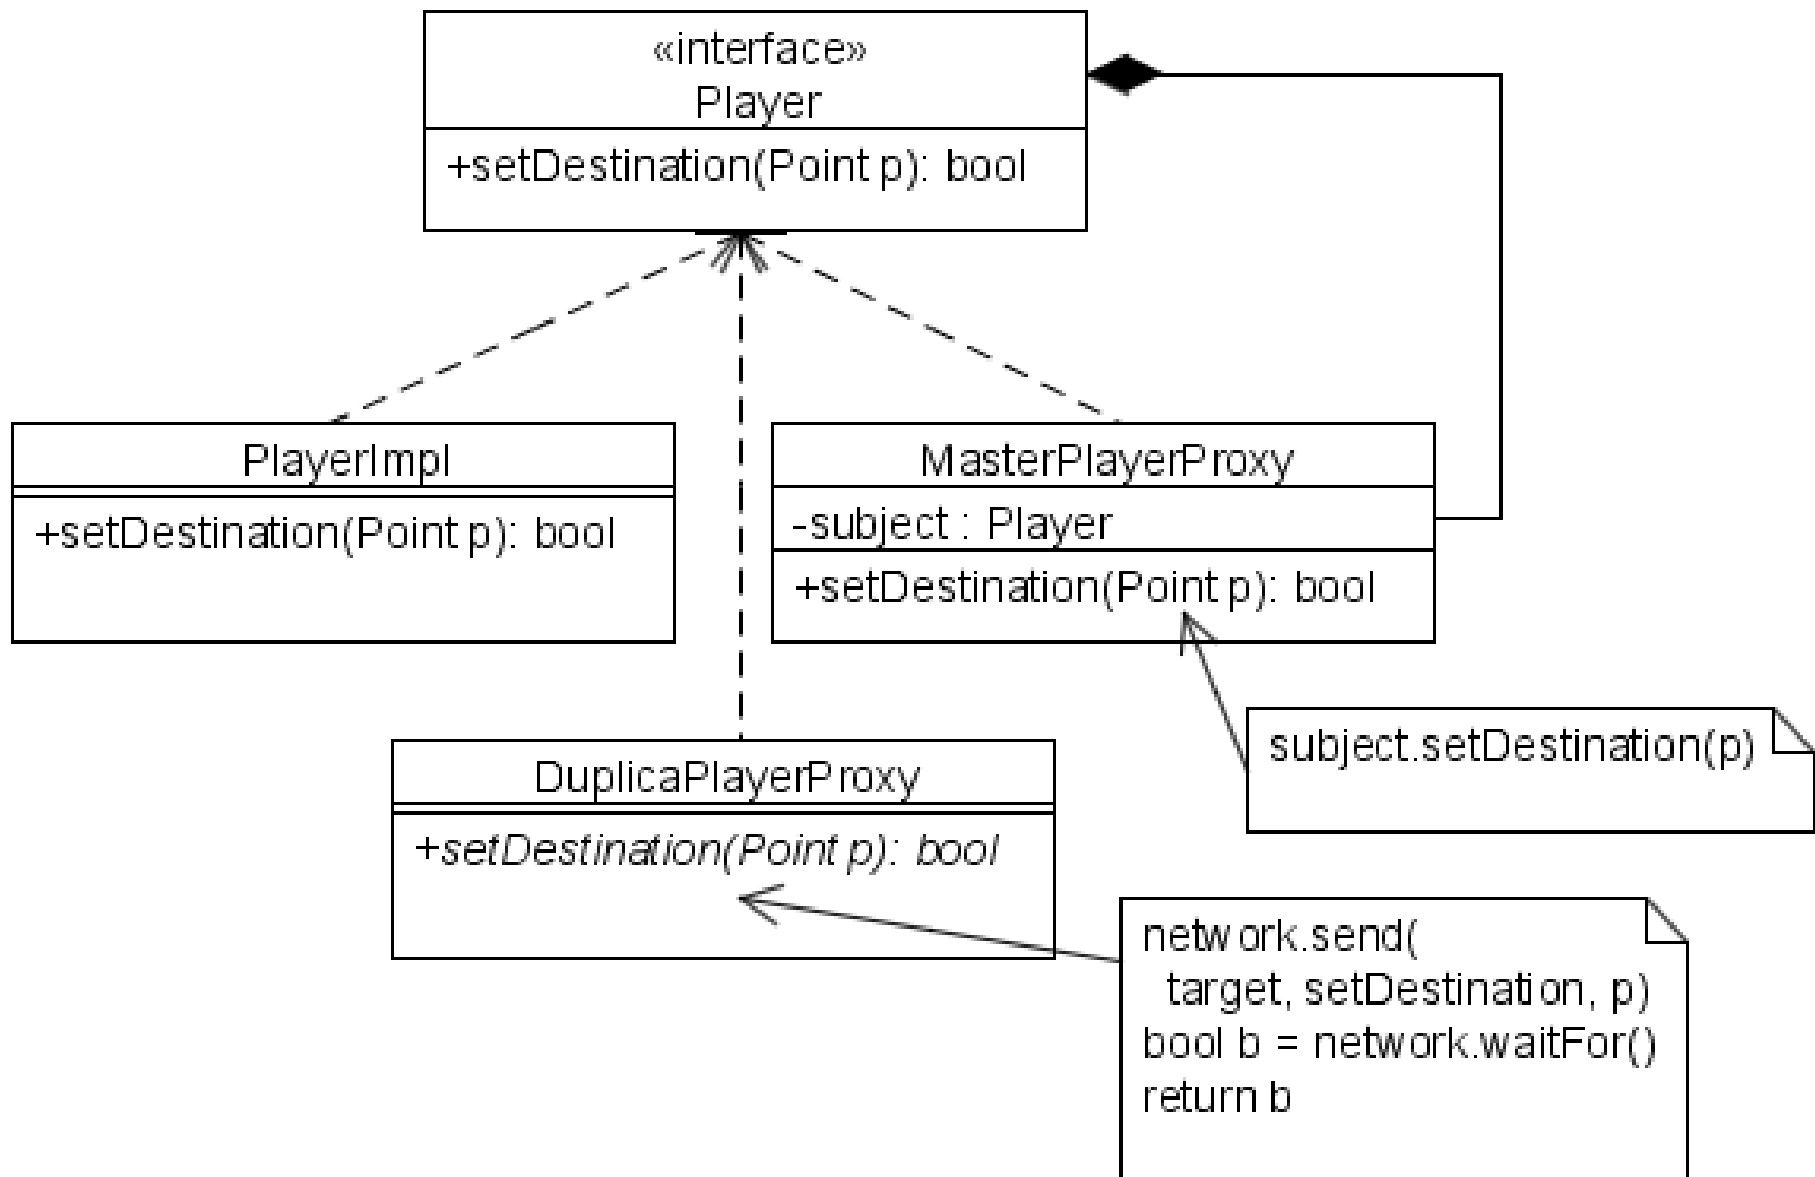 «interface»
Player
+setDestination(Point p): bool
PlayerImpl
+setDestination(Point p): bool
MasterPlayerProxy
-subject : Player
+setDestination(Point p): bool
subject.setDestination(p)
DuplicaPlayerProxy
+setDestination(Point p): bool
network.send(
target, setDestination, p)
bool b = network.waitFor()
return b